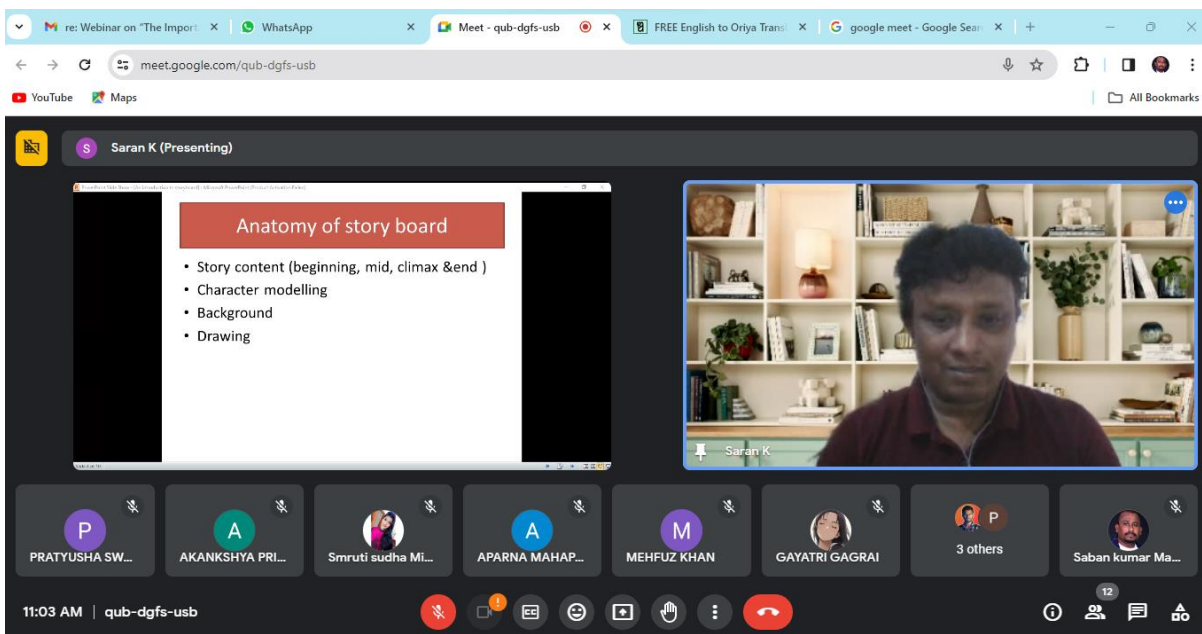 re: Webinar on "The Import
WhatsApp
Meet - qub-dgfs-usb
FREE English to Oriya Trans
google meet - Google Sear
meet.google.com/qub-dgfs-usb
YouTube
Maps
All Bookmarks
S
Saran K (Presenting)
Anatomy of story board
• Story content (beginning, mid, climax &end )
• Character modelling
• Background
• Drawing
Saran K
P
PRATYUSHA SW...
A
AKANKSHYA PRI...
Smruti sudha Mi...
A
APARNA MAHAP...
M
MEHFUZ KHAN
GAYATRI GAGRAI
P
3 others
Saban kumar Ma...
11:03 AM | qub-dgfs-usb
CC
12